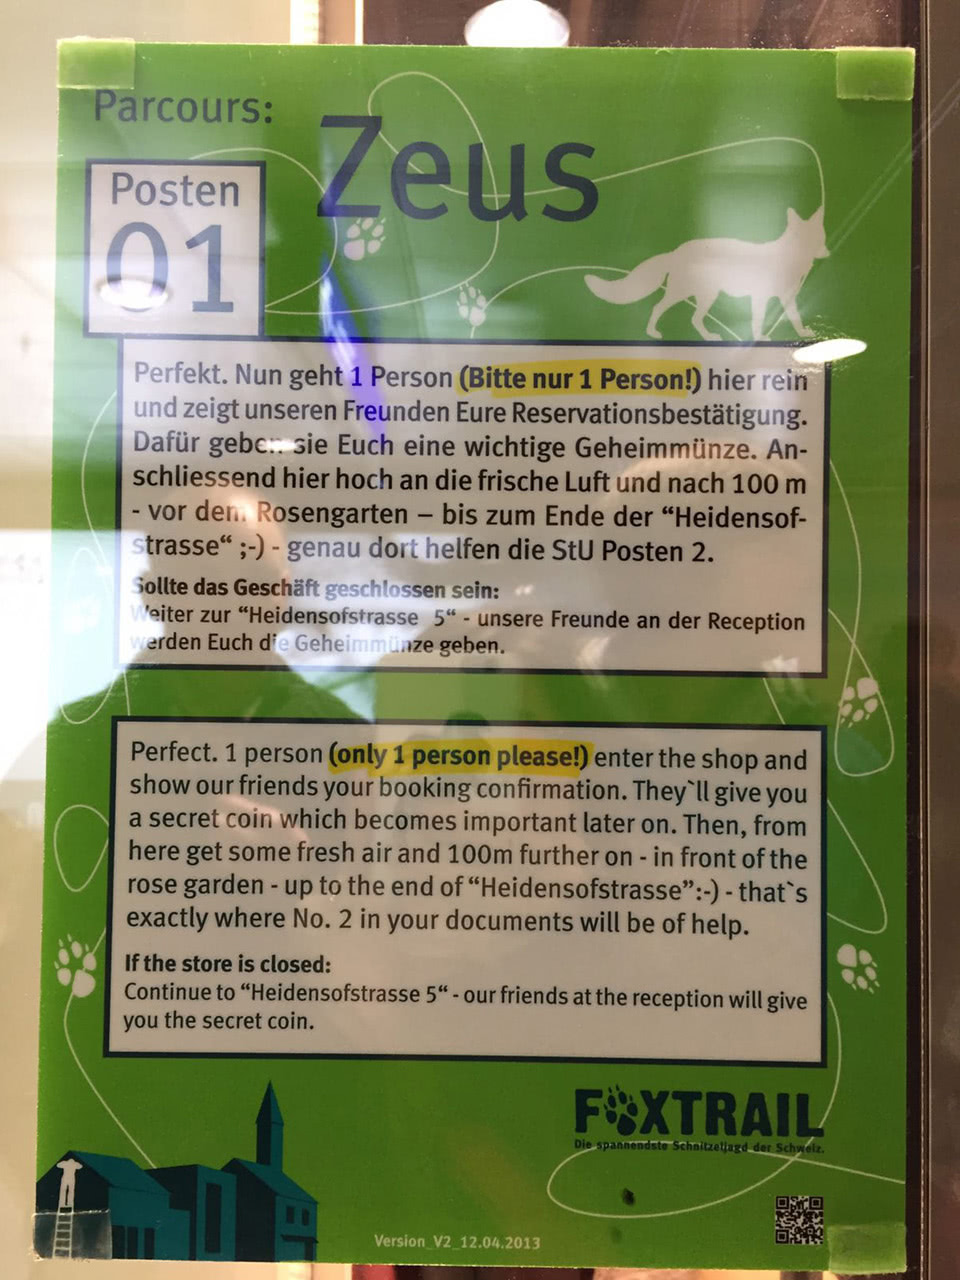 Parcours:
Zeus
Posten
01
Perfekt. Nun geht 1 Person (Bitte nur 1 Person!) hier rein
und zeigt unseren Freunden Eure Reservationsbestätigung.
Dafür geben sie Euch eine wichtige Geheimmünze. An-
schliessend hier hoch an die frische Luft und nach 100 m
- vor dem Rosengarten – bis zum Ende der “Heidensof-
strasse“ ;-) - genau dort helfen die StU Posten 2.
Sollte das Geschäft geschlossen sein:
Weiter zur “Heidensofstrasse 5“ - unsere Freunde an der Reception
werden Euch die Geheimmünze geben.
Perfect. 1 person (only 1 person please!) enter the shop and
show our friends your booking confirmation. They`ll give you
a secret coin which becomes important later on. Then, from
here get some fresh air and 100m further on - in front of the
rose garden - up to the end of “Heidensofstrasse”:-) - that`s
exactly where No. 2 in your documents will be of help.
If the store is closed:
Continue to “Heidensofstrasse 5“ - our friends at the reception will give
you the secret coin.
FOXTRAIL
Die spannendste Schnitzeljagd der Schweiz.
Version_V2_12.04.2013